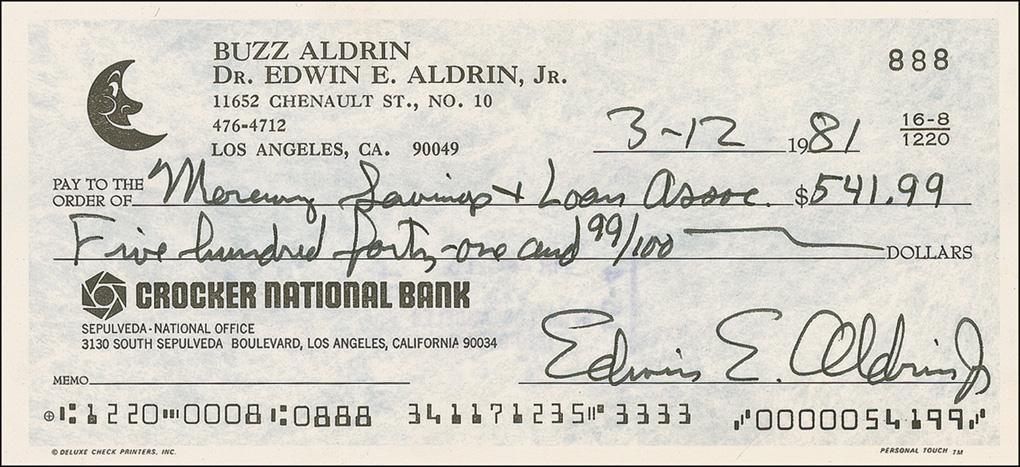 BUZZ ALDRIN
DR. EDWIN E. ALDRIN, JR.
11652 CHENAULT ST., NO. 10
476-4712
LOS ANGELES, CA. 90049
888
16-8
1220
3-12 1981
PAY TO THE ORDER OF Mercury Savings + Loan Assoc. $541.99
Five hundred forty-one and 99/100 DOLLARS
CROCKER NATIONAL BANK
SEPULVEDA-NATIONAL OFFICE
3130 SOUTH SEPULVEDA BOULEVARD, LOS ANGELES, CALIFORNIA 90034
Edwin E. Aldrin Jr
MEMO
⑆1220⑉0008⑆0888 341171235⑈ 3333 ⑇0000054199⑇
© DELUXE CHECK PRINTERS, INC. PERSONAL TOUCH TM